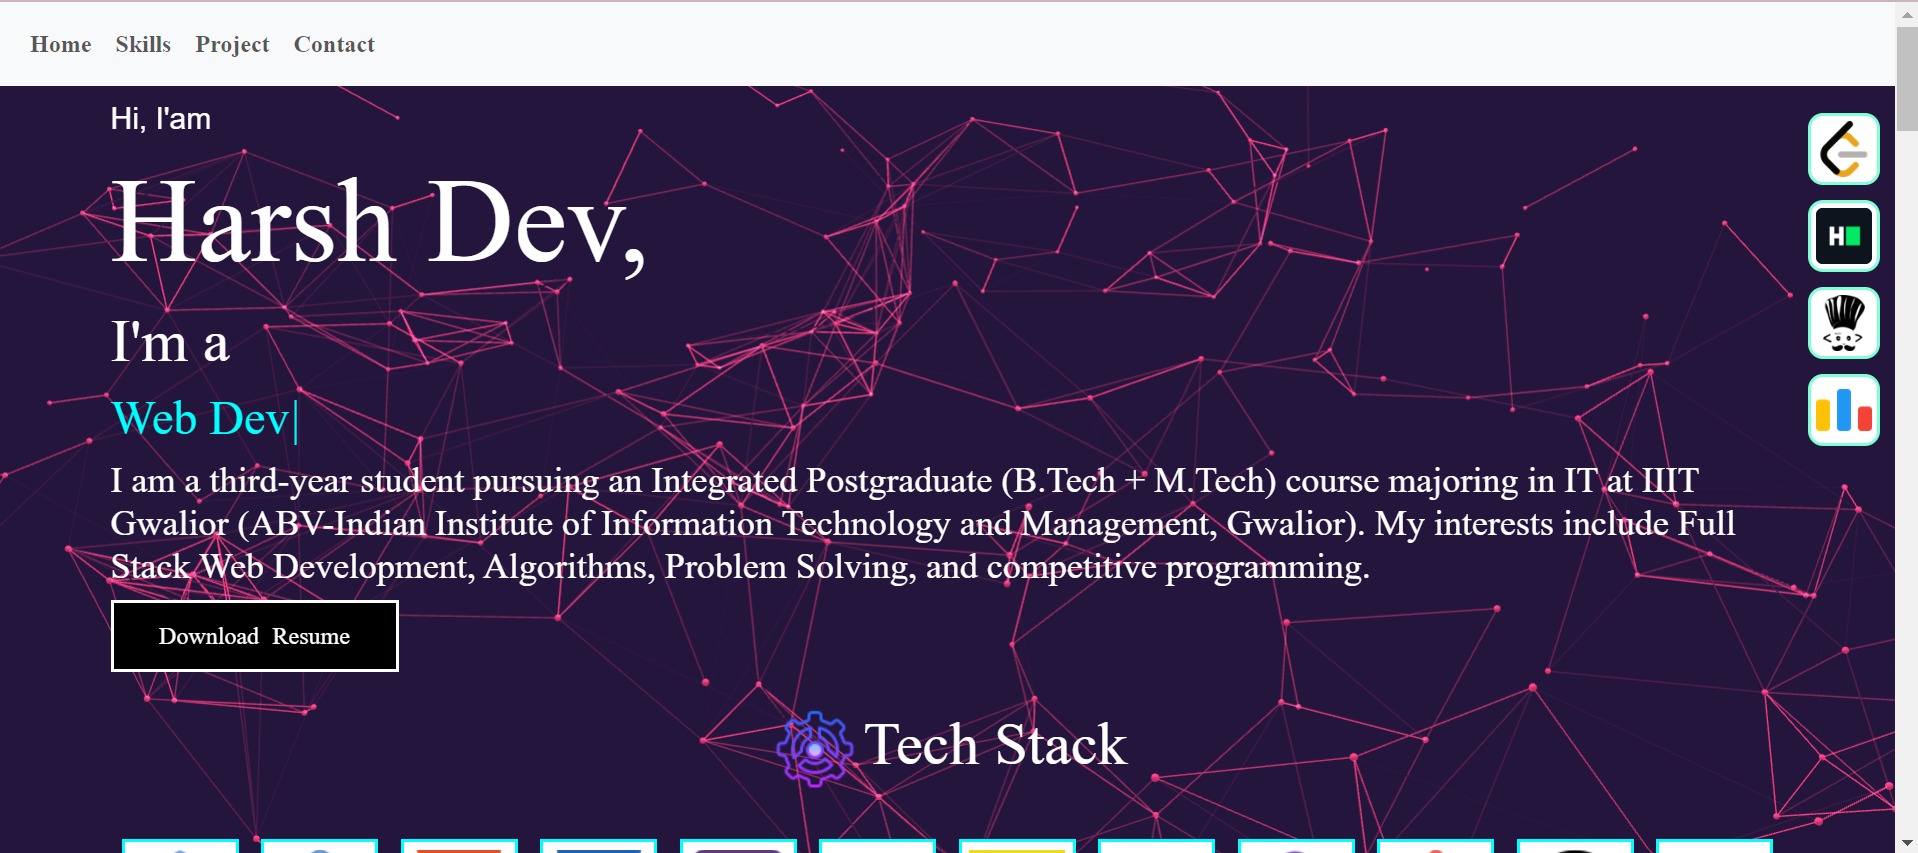 Home Skills Project Contact
Hi, I'am
Harsh Dev,
I'm a
Web Dev|
I am a third-year student pursuing an Integrated Postgraduate (B.Tech + M.Tech) course majoring in IT at IIIT
Gwalior (ABV-Indian Institute of Information Technology and Management, Gwalior). My interests include Full
Stack Web Development, Algorithms, Problem Solving, and competitive programming.
Download Resume
Tech Stack
H